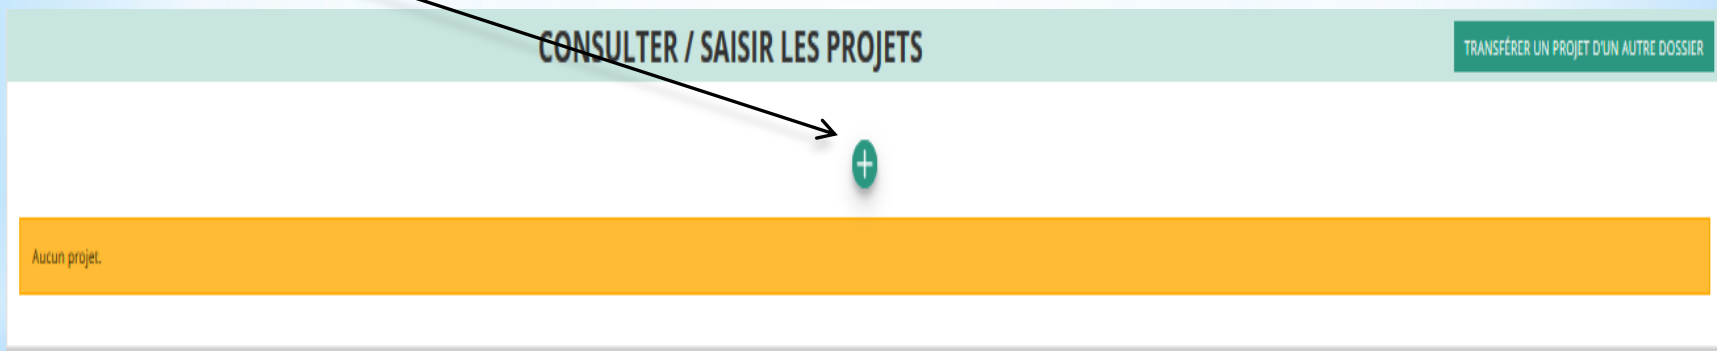 CONSULTER / SAISIR LES PROJETS
TRANSFÉRER UN PROJET D'UN AUTRE DOSSIER
Aucun projet.